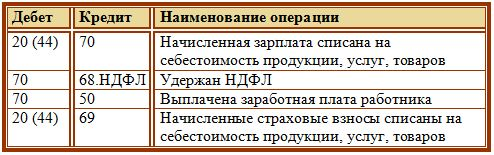 Дебет Кредит Наименование операции
20 (44) 70 Начисленная зарплата списана на
себестоимость продукции, услуг, товаров
70 68.НДФЛ Удержан НДФЛ
70 50 Выплачена заработная плата работника
20 (44) 69 Начисленные страховые взносы списаны на
себестоимость продукции, услуг, товаров